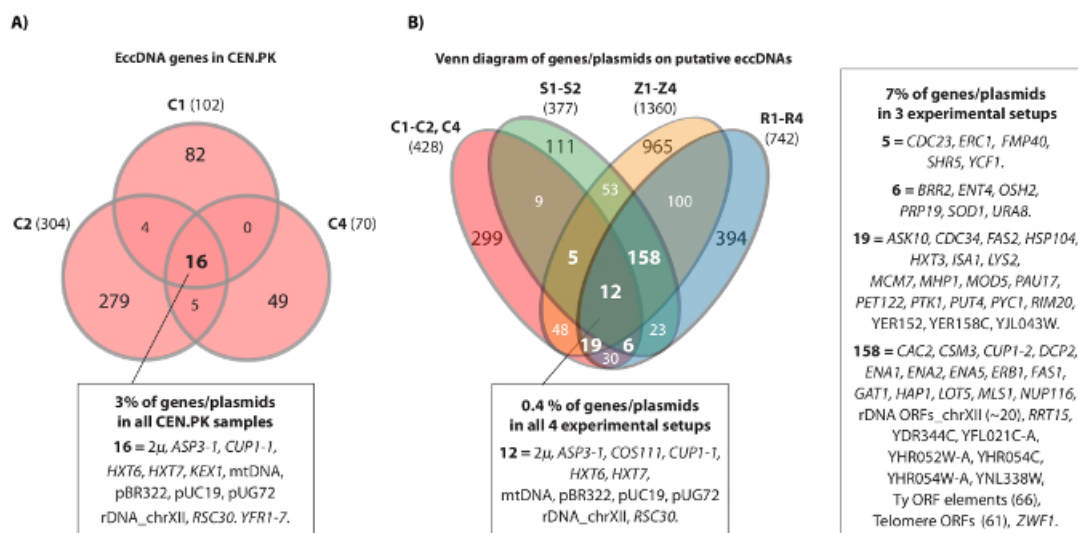 A)
EccDNA genes in CEN.PK
C1 (102)
82
C2 (304)
C4 (70)
4
0
16
279
5
49
3% of genes/plasmids
in all CEN.PK samples
16 = 2μ, ASP3-1, CUP1-1,
HXT6, HXT7, KEX1, mtDNA,
pBR322, pUC19, pUG72
rDNA_chrXII, RSC30. YFR1-7.
B)
Venn diagram of genes/plasmids on putative eccDNAs
S1-S2
(377)
Z1-Z4
(1360)
C1-C2, C4
(428)
R1-R4
(742)
111
965
53
9
100
299
394
5
158
12
48
23
19
6
30
0.4 % of genes/plasmids
in all 4 experimental setups
12 = 2μ, ASP3-1, COS111, CUP1-1,
HXT6, HXT7,
mtDNA, pBR322, pUC19, pUG72
rDNA_chrXII, RSC30.
7% of genes/plasmids
in 3 experimental setups
5 = CDC23, ERC1, FMP40,
SHR5, YCF1.
6 = BRR2, ENT4, OSH2,
PRP19, SOD1, URA8.
19 = ASK10, CDC34, FAS2, HSP104,
HXT3, ISA1, LYS2,
MCM7, MHP1, MOD5, PAU17,
PET122, PTK1, PUT4, PYC1, RIM20,
YER152, YER158C, YJL043W.
158 = CAC2, CSM3, CUP1-2, DCP2,
ENA1, ENA2, ENA5, ERB1, FAS1,
GAT1, HAP1, LOT5, MLS1, NUP116,
rDNA ORFs_chrXII (~20), RRT15,
YDR344C, YFL021C-A,
YHR052W-A, YHR054C,
YHR054W-A, YNL338W,
Ty ORF elements (66),
Telomere ORFs (61), ZWF1.